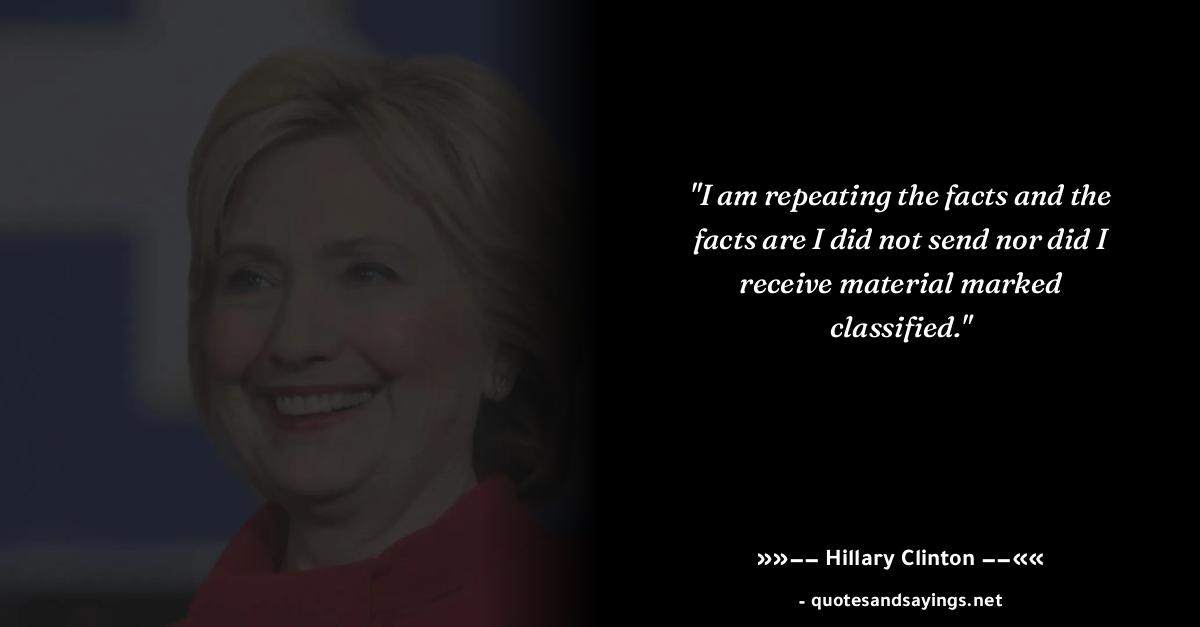 "I am repeating the facts and the
facts are I did not send nor did I
receive material marked
classified."
»»−− Hillary Clinton −−««
- quotesandsayings.net